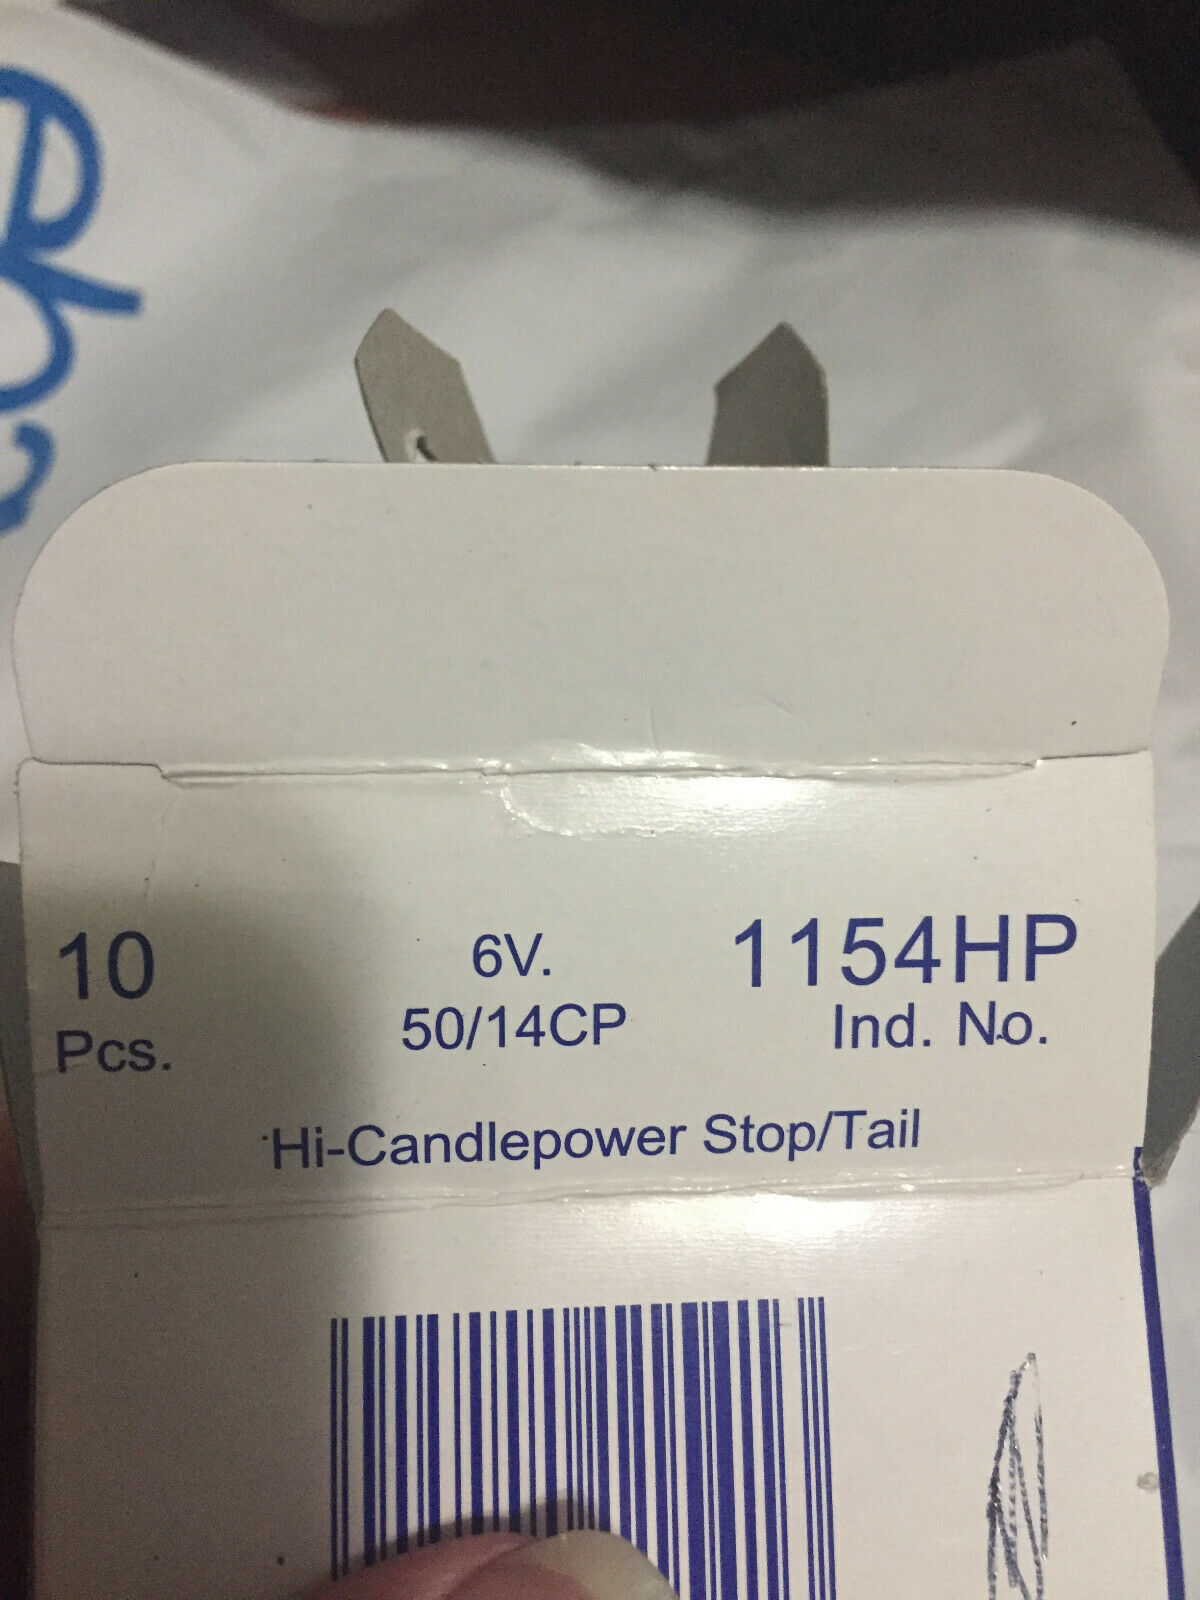 10
Pcs.
6V.
50/14CP
1154HP
Ind. No.
Hi-Candlepower Stop/Tail